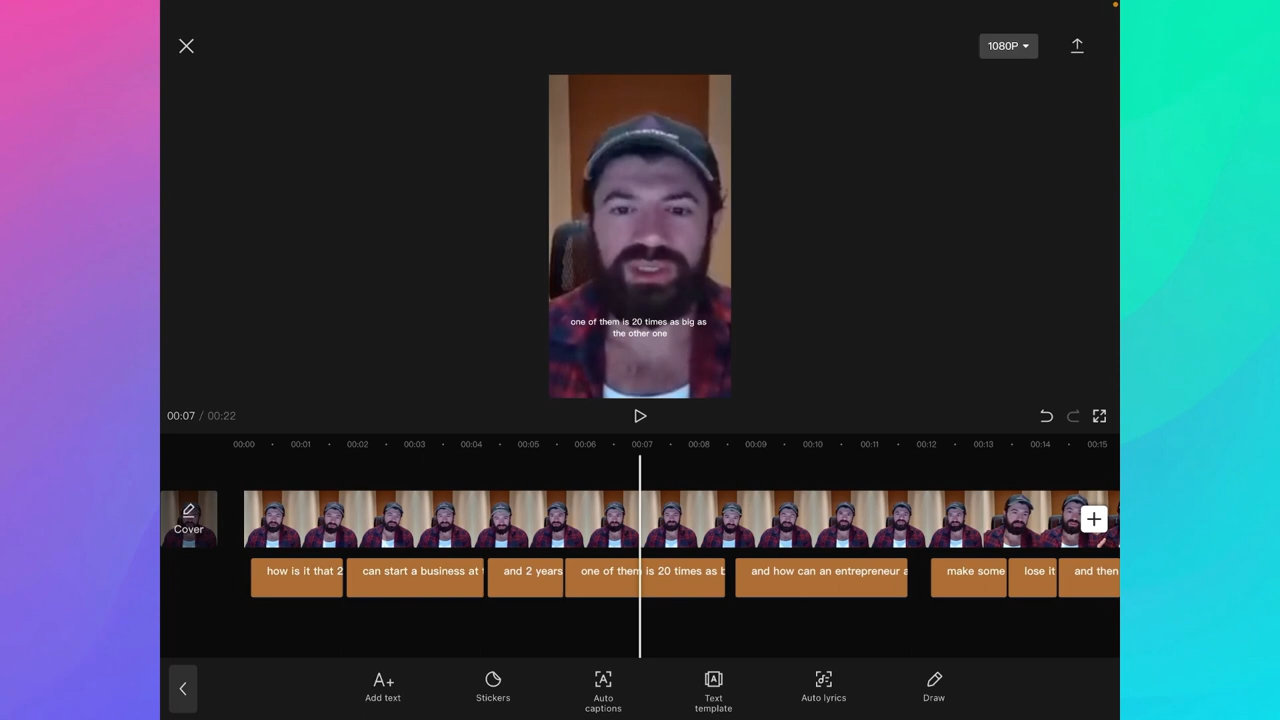 1080P
one of them is 20 times as big as
the other one
00:07 / 00:22
00:00 00:01 00:02 00:03 00:04 00:05 00:06 00:07 00:08 00:09 00:10 00:11 00:12 00:13 00:14 00:15
Cover
how is it that 2 can start a business at and 2 years one of them is 20 times as b and how can an entrepreneur a make some lose it and then
A+
Add text Stickers Auto captions Text template Auto lyrics Draw